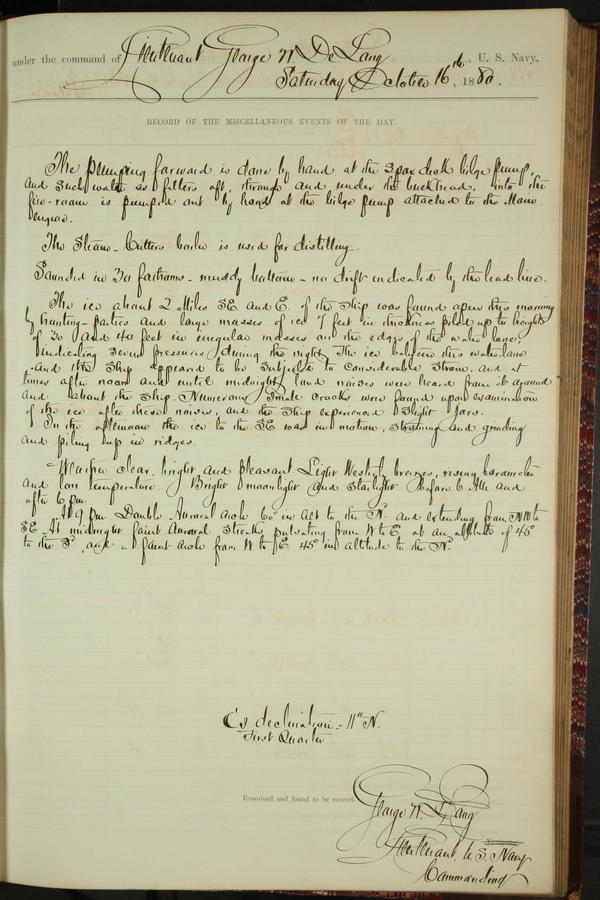 under the command of Lieutenant George W. De Long, U. S. Navy,
Saturday October 16th, 1880.
RECORD OF THE MISCELLANEOUS EVENTS OF THE DAY.
The pumping forward is done by hand at the spar deck bilge pump,
and such water as filters aft, through and under the bulkhead, into the
fire-room is pumped out by hand at the bilge pump attached to the Main
engine.
The Steam-Cutters boiler is used for distilling.
Sounded in 30 fathoms - muddy bottom - no drift indicated by the lead line.
The ice about 2 Miles SE and E. of the Ship was found open this morning
by hunting-parties and large masses of ice 7 feet in thickness piled up to heights
of 30 and 40 feet in irregular masses on the edges of the water lane,
indicating severe pressures during the night. The ice between this water lane
and the Ship appeared to be subject to considerable strain, and at
times after noon and until midnight, loud noises were heard from it around
and about the Ship. Numerous small cracks were found upon examination
of the ice after these noises, and the Ship experienced slight jars.
In the afternoon the ice to the SE was in motion, straining and grinding
and piling up in ridges.
Weather clear, bright and pleasant. Light Westerly breezes, rising barometer
and low temperature. Bright moonlight and starlight before 6 AM and
after 6 pm.
At 9 pm Double Auroral arch 60° in alt to the N. and extending from NW to
SE. At midnight faint Auroral Streaks pulsating from W to E, at an altitude of 45°
to the S, and a faint arch from W to E 45° in altitude to the N.
C's declination - 11° N.
First Quarter
Examined and found to be correct.
George W. De Long
Lieutenant, U. S. Navy
Commanding